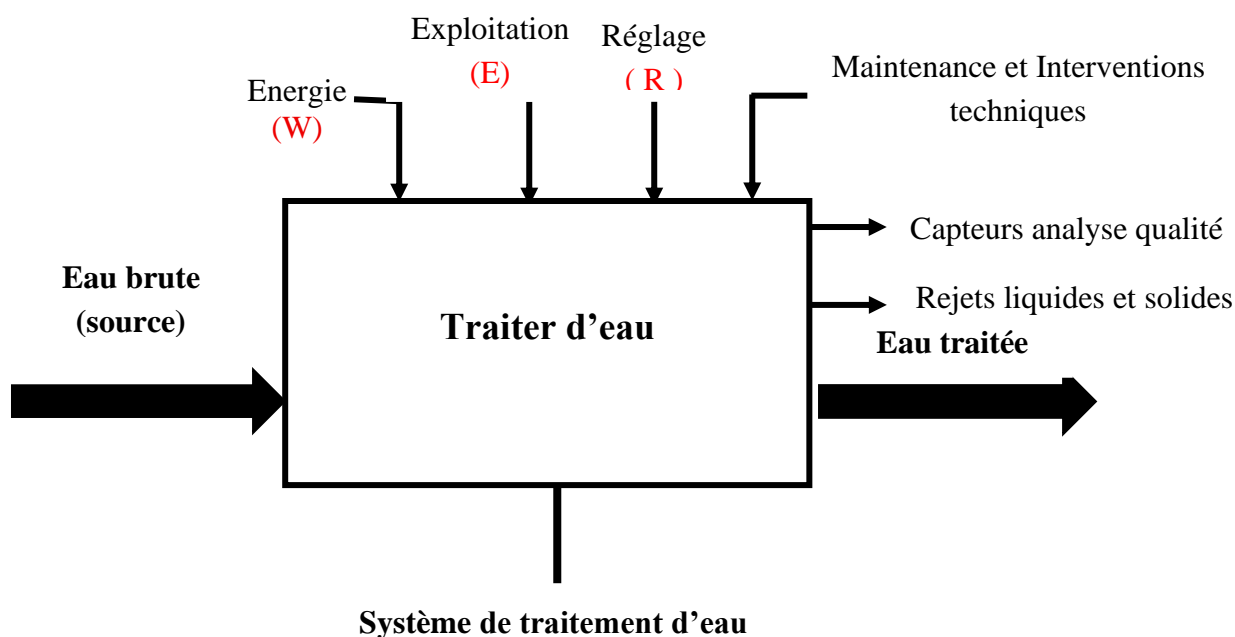 Exploitation
(E)
Réglage
( R )
Energie
(W)
Maintenance et Interventions
techniques
Capteurs analyse qualité
Rejets liquides et solides
Eau brute
(source)
Traiter d’eau
Eau traitée
Système de traitement d’eau